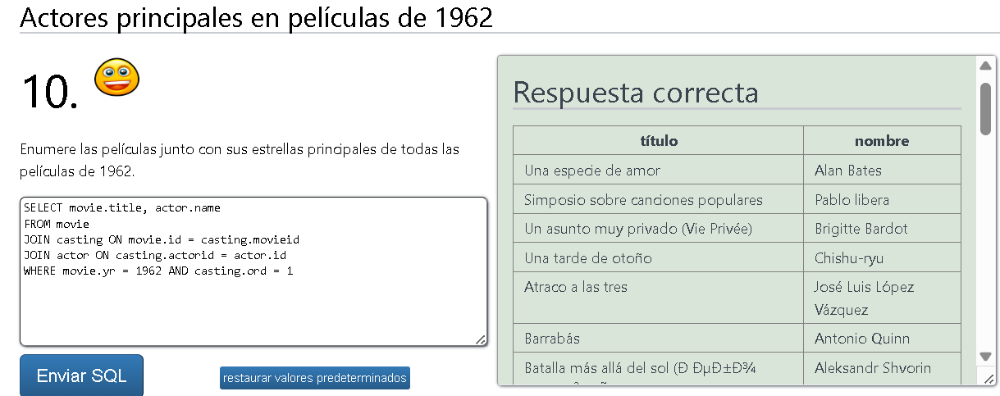 Actores principales en películas de 1962
10.
Enumere las películas junto con sus estrellas principales de todas las
películas de 1962.
SELECT movie.title, actor.name
FROM movie
JOIN casting ON movie.id = casting.movieid
JOIN actor ON casting.actorid = actor.id
WHERE movie.yr = 1962 AND casting.ord = 1
Enviar SQL
restaurar valores predeterminados
Respuesta correcta
título nombre
Una especie de amor Alan Bates
Simposio sobre canciones populares Pablo libera
Un asunto muy privado (Vie Privée) Brigitte Bardot
Una tarde de otoño Chishu-ryu
Atraco a las tres José Luis López
Vázquez
Barrabás Antonio Quinn
Batalla más allá del sol (Ð ÐµÐ±Ð¾ Aleksandr Shvorin